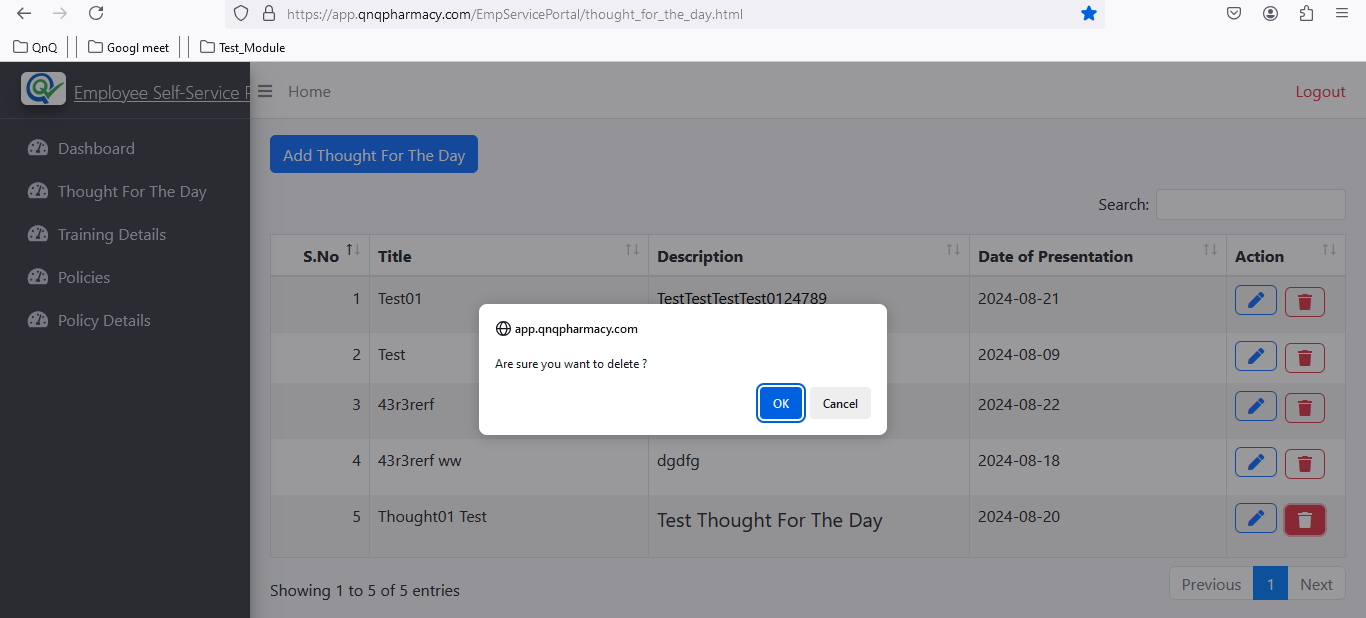 https://app.qnqpharmacy.com/EmpServicePortal/thought_for_the_day.html
QnQ Googl meet Test_Module
Employee Self-Service Home Logout
Dashboard
Add Thought For The Day
Thought For The Day
Search:
Training Details
S.No Title Description Date of Presentation Action
Policies
1 Test01 TestTestTestTest0124789 2024-08-21
Policy Details
app.qnqpharmacy.com
2 Test 2024-08-09
Are sure you want to delete ?
3 43r3rerf 2024-08-22
OK Cancel
4 43r3rerf ww dgdfg 2024-08-18
5 Thought01 Test Test Thought For The Day 2024-08-20
Showing 1 to 5 of 5 entries Previous 1 Next